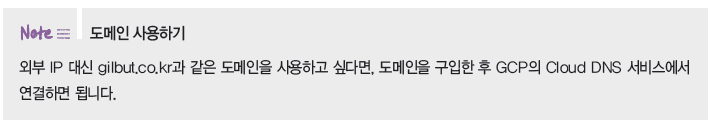 Note 도메인 사용하기
외부 IP 대신 gilbut.co.kr과 같은 도메인을 사용하고 싶다면, 도메인을 구입한 후 GCP의 Cloud DNS 서비스에서
연결하면 됩니다.